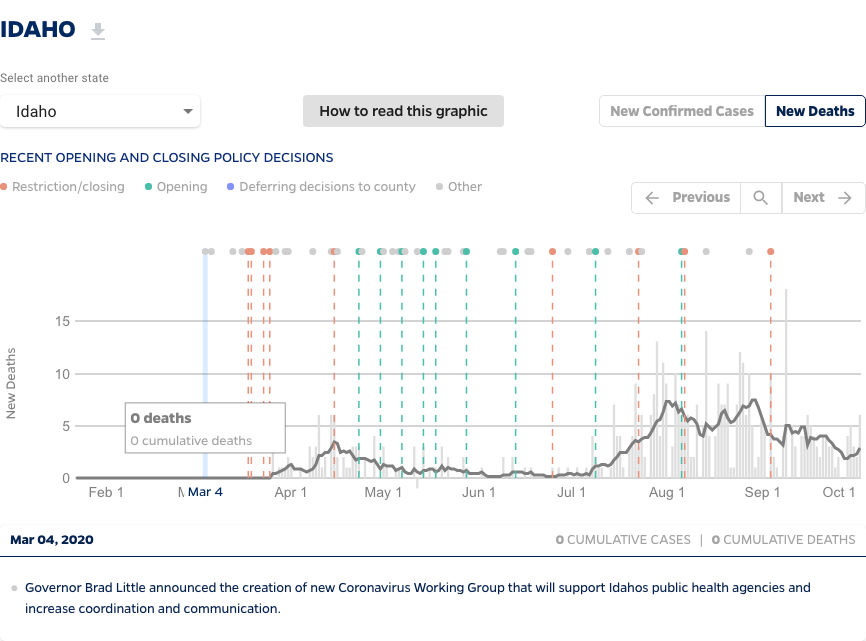 IDAHO
Select another state
Idaho
How to read this graphic
New Confirmed Cases
New Deaths
RECENT OPENING AND CLOSING POLICY DECISIONS
Restriction/closing
Opening
Deferring decisions to county
Other
Previous
Next
15
10
5
0
New Deaths
0 deaths
0 cumulative deaths
Feb 1
Mar 4
Apr 1
May 1
Jun 1
Jul 1
Aug 1
Sep 1
Oct 1
Mar 04, 2020
0 CUMULATIVE CASES | 0 CUMULATIVE DEATHS
Governor Brad Little announced the creation of new Coronavirus Working Group that will support Idahos public health agencies and
increase coordination and communication.